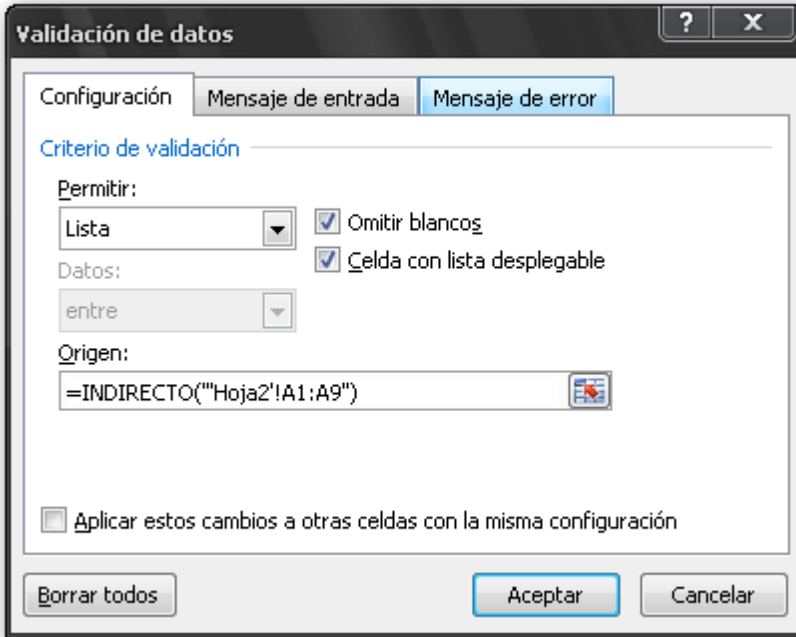 Validación de datos
? X
Configuración Mensaje de entrada Mensaje de error
Criterio de validación
Permitir:
Lista
Omitir blancos
Datos:
Celda con lista desplegable
entre
Origen:
=INDIRECTO("'Hoja2'!A1:A9")
Aplicar estos cambios a otras celdas con la misma configuración
Borrar todos Aceptar Cancelar